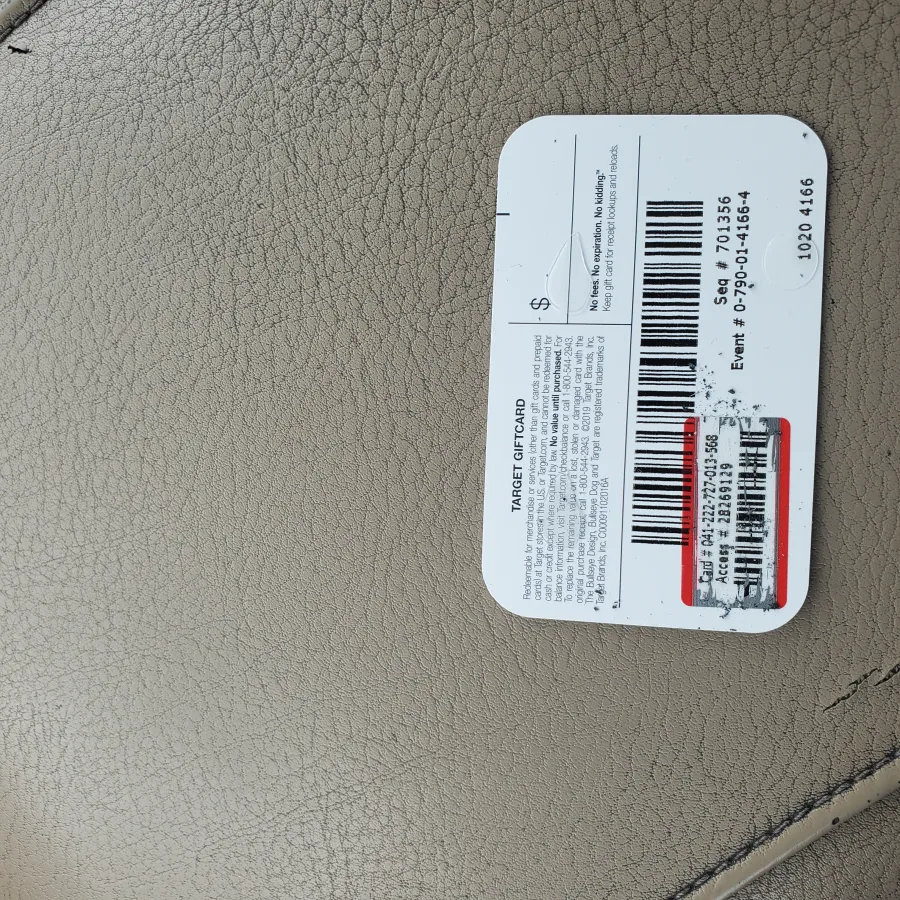 TARGET GIFTCARD
Redeemable for merchandise or services (other than gift cards and prepaid
cards) at Target stores in the U.S. or Target.com, and cannot be redeemed for
cash or credit except where required by law. No value until purchased. For
balance information, visit Target.com/checkbalance or call 1-800-544-2943.
To replace the remaining value on a lost, stolen or damaged card with the
original purchase receipt, call 1-800-544-2943. ©2019 Target Brands, Inc.
The Bullseye Design, Bullseye Dog and Target are registered trademarks of
Target Brands, Inc. C00091102016A
$
No fees. No expiration. No kidding.™
Keep gift card for receipt lookups and reloads.
Card # 041-222-727-013-568
Access # 28269129
Seq # 701356
Event # 0-790-01-4166-4
1020 4166